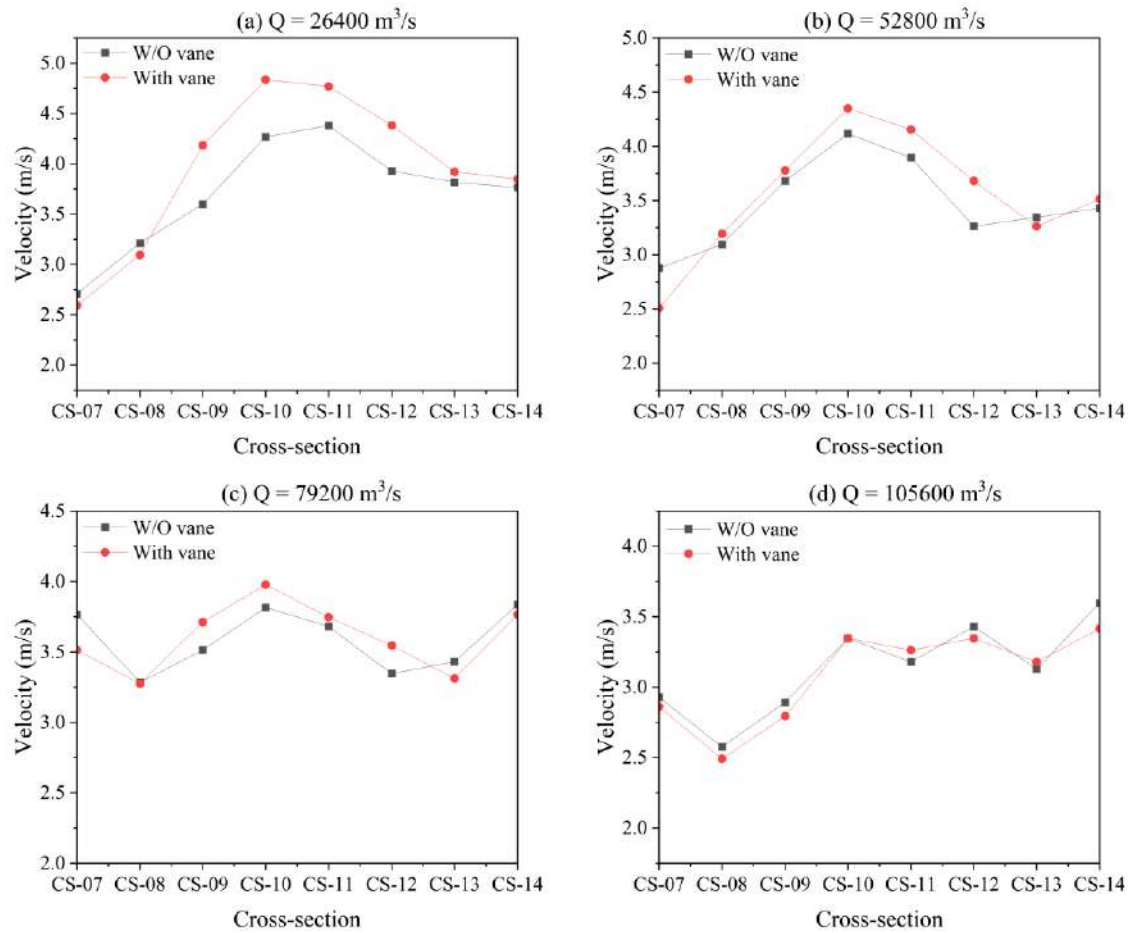 (a) Q = 26400 m³/s
W/O vane
With vane
5.0
4.5
4.0
3.5
3.0
2.5
2.0
Velocity (m/s)
CS-07 CS-08 CS-09 CS-10 CS-11 CS-12 CS-13 CS-14
Cross-section
(b) Q = 52800 m³/s
W/O vane
With vane
5.0
4.5
4.0
3.5
3.0
2.5
2.0
Velocity (m/s)
CS-07 CS-08 CS-09 CS-10 CS-11 CS-12 CS-13 CS-14
Cross-section
(c) Q = 79200 m³/s
W/O vane
With vane
4.5
4.0
3.5
3.0
2.5
2.0
Velocity (m/s)
CS-07 CS-08 CS-09 CS-10 CS-11 CS-12 CS-13 CS-14
Cross-section
(d) Q = 105600 m³/s
W/O vane
With vane
4.0
3.5
3.0
2.5
2.0
Velocity (m/s)
CS-07 CS-08 CS-09 CS-10 CS-11 CS-12 CS-13 CS-14
Cross-section